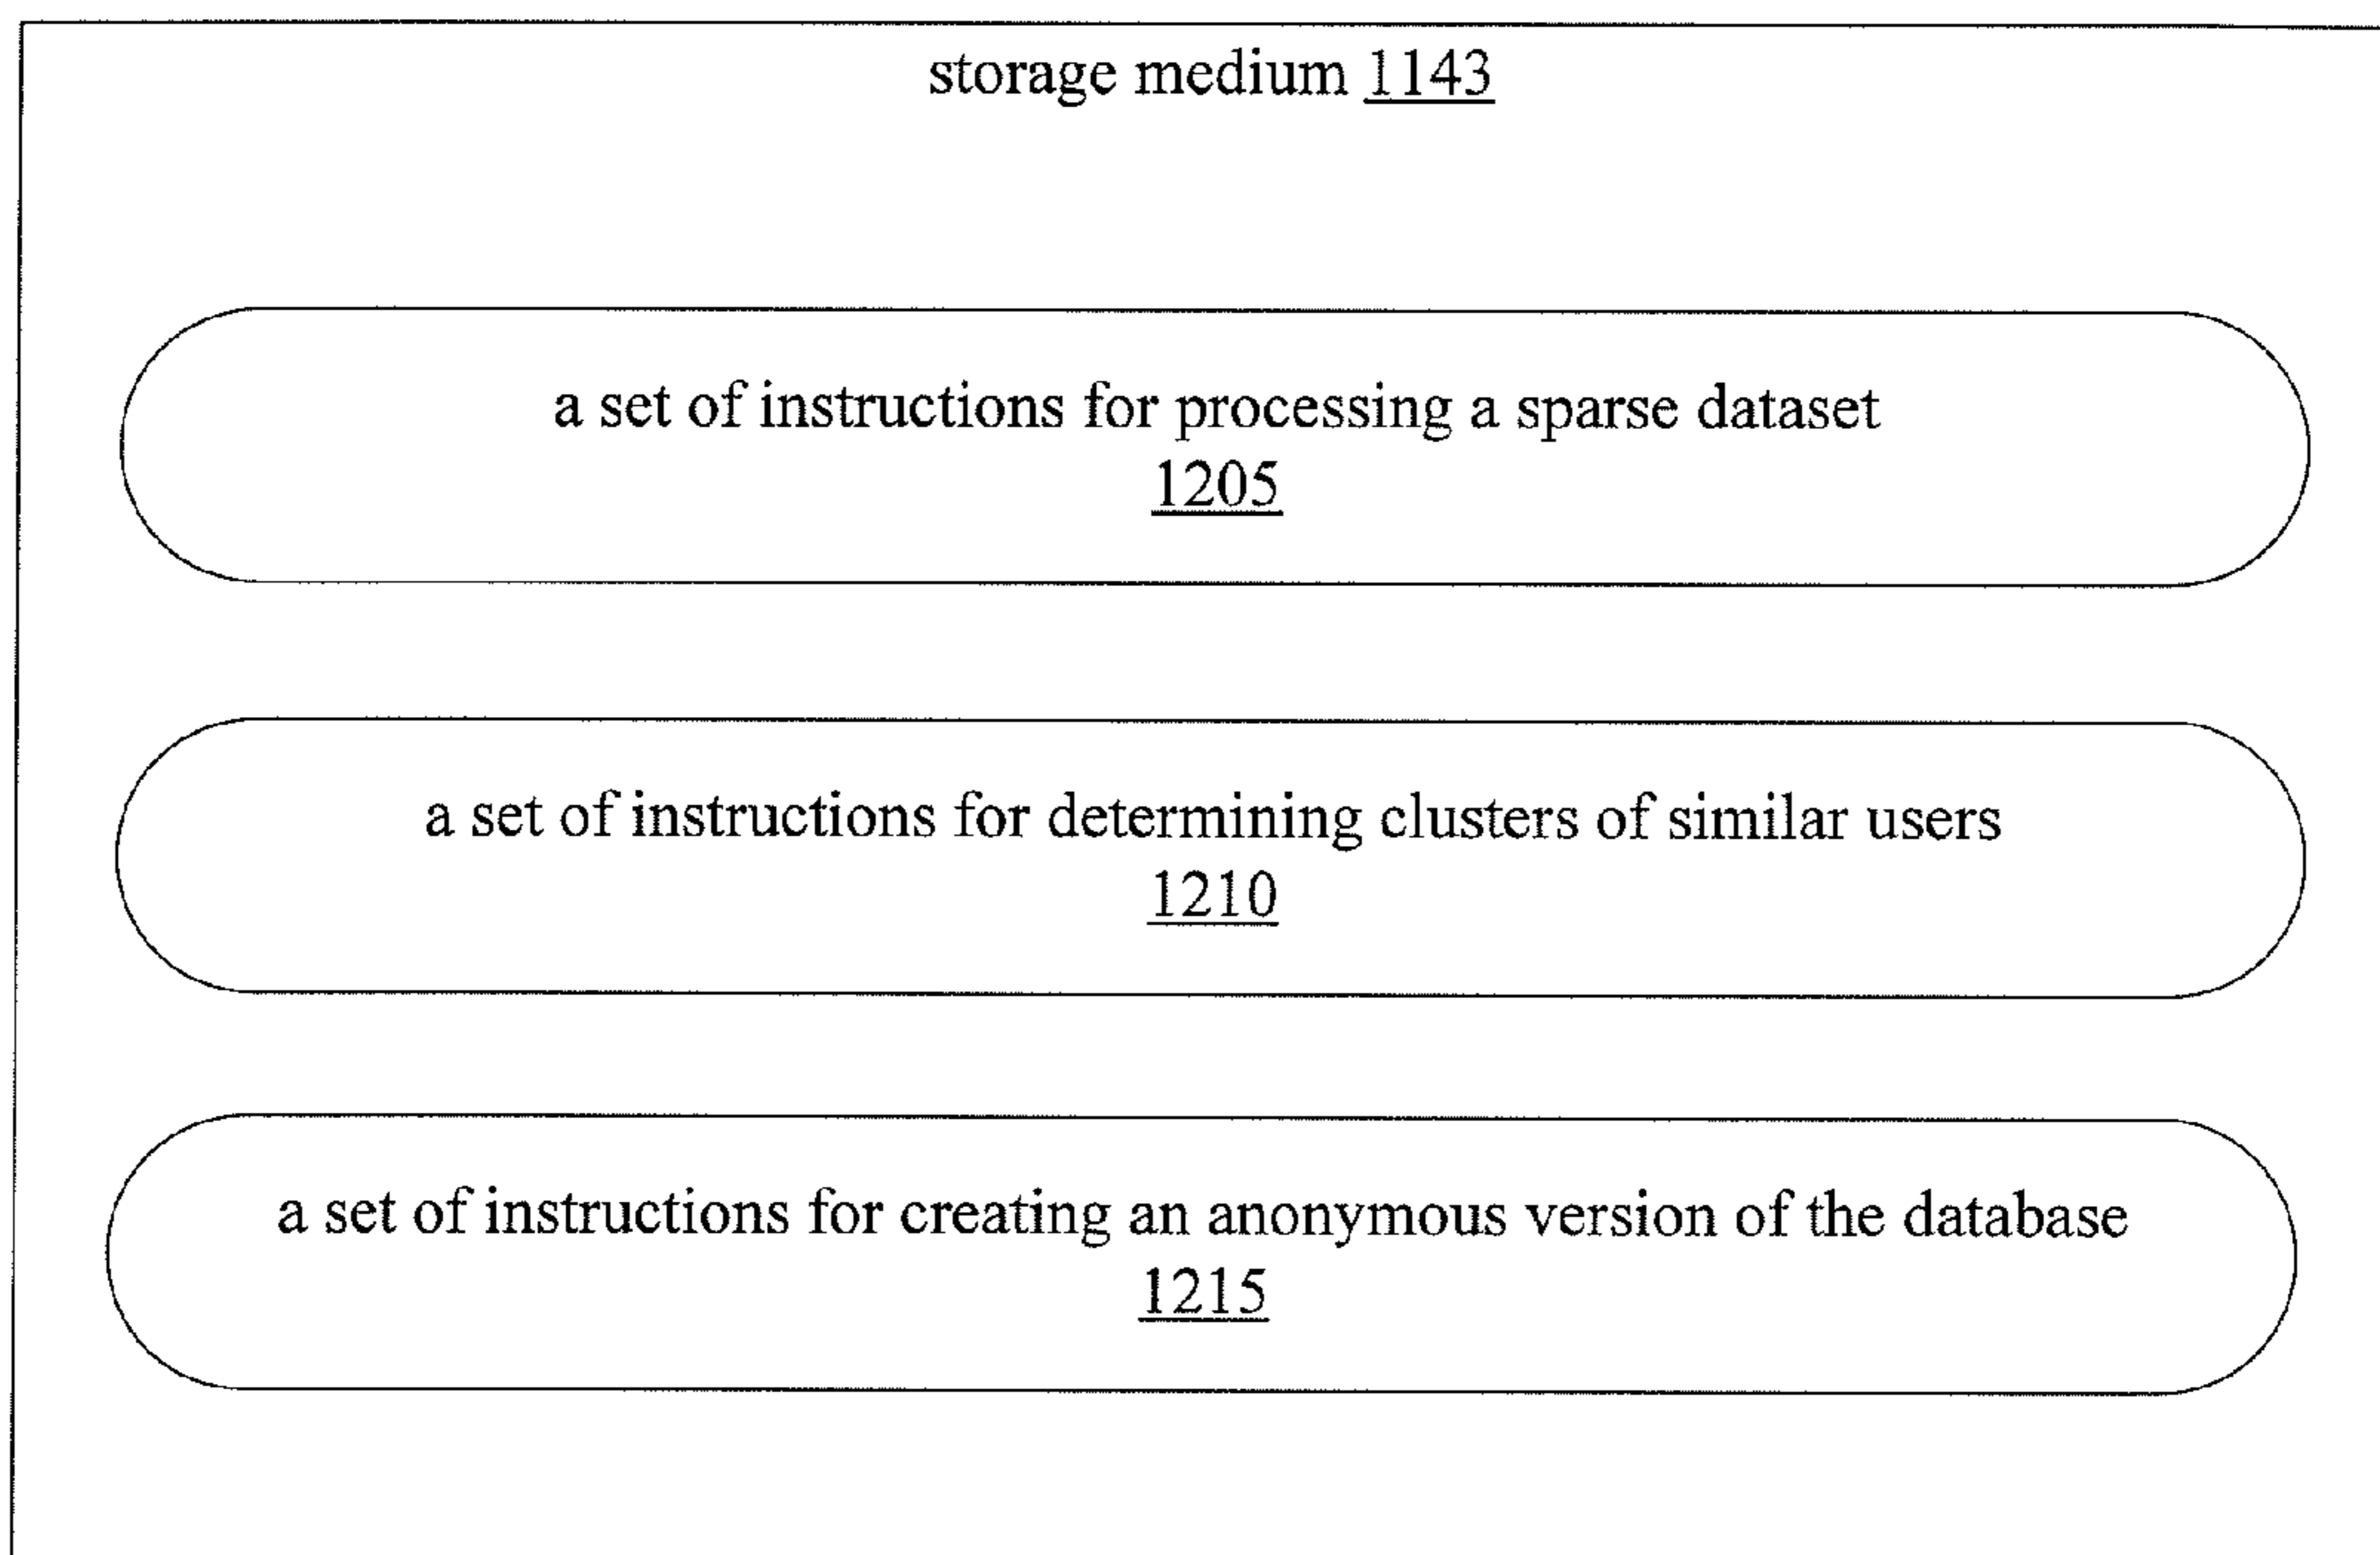 storage medium 1143
a set of instructions for processing a sparse dataset
1205
a set of instructions for determining clusters of similar users
1210
a set of instructions for creating an anonymous version of the database
1215